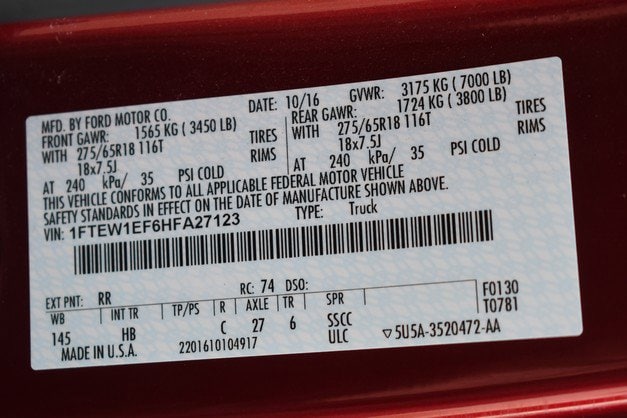 MFD. BY FORD MOTOR CO. DATE: 10/16 GVWR: 3175 KG ( 7000 LB)
FRONT GAWR: 1565 KG ( 3450 LB) REAR GAWR: 1724 KG ( 3800 LB)
WITH 275/65R18 116T TIRES WITH 275/65R18 116T TIRES
18x7.5J RIMS 18x7.5J RIMS
AT 240 kPa/ 35 PSI COLD AT 240 kPa/ 35 PSI COLD
THIS VEHICLE CONFORMS TO ALL APPLICABLE FEDERAL MOTOR VEHICLE
SAFETY STANDARDS IN EFFECT ON THE DATE OF MANUFACTURE SHOWN ABOVE.
VIN: 1FTEW1EF6HFA27123 TYPE: Truck
EXT PNT: RR RC: 74 DSO: F0130
WB INT TR TP/PS R AXLE TR SPR T0781
145 HB C 27 6 SSCC
MADE IN U.S.A. 2201610104917 ULC ▽5U5A-3520472-AA